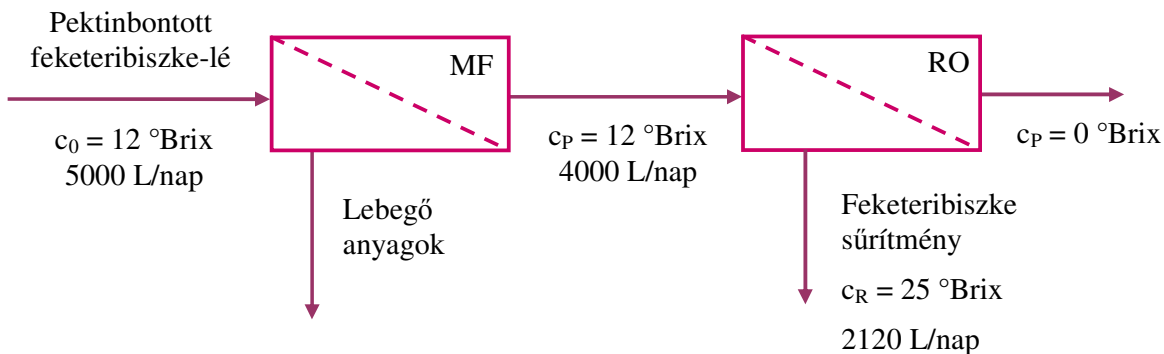 Pektinbontott
feketeribiszke-lé
MF
RO
c₀ = 12 °Brix
5000 L/nap
cP = 12 °Brix
4000 L/nap
cP = 0 °Brix
Lebegő
anyagok
Feketeribiszke
sűrítmény
cR = 25 °Brix
2120 L/nap